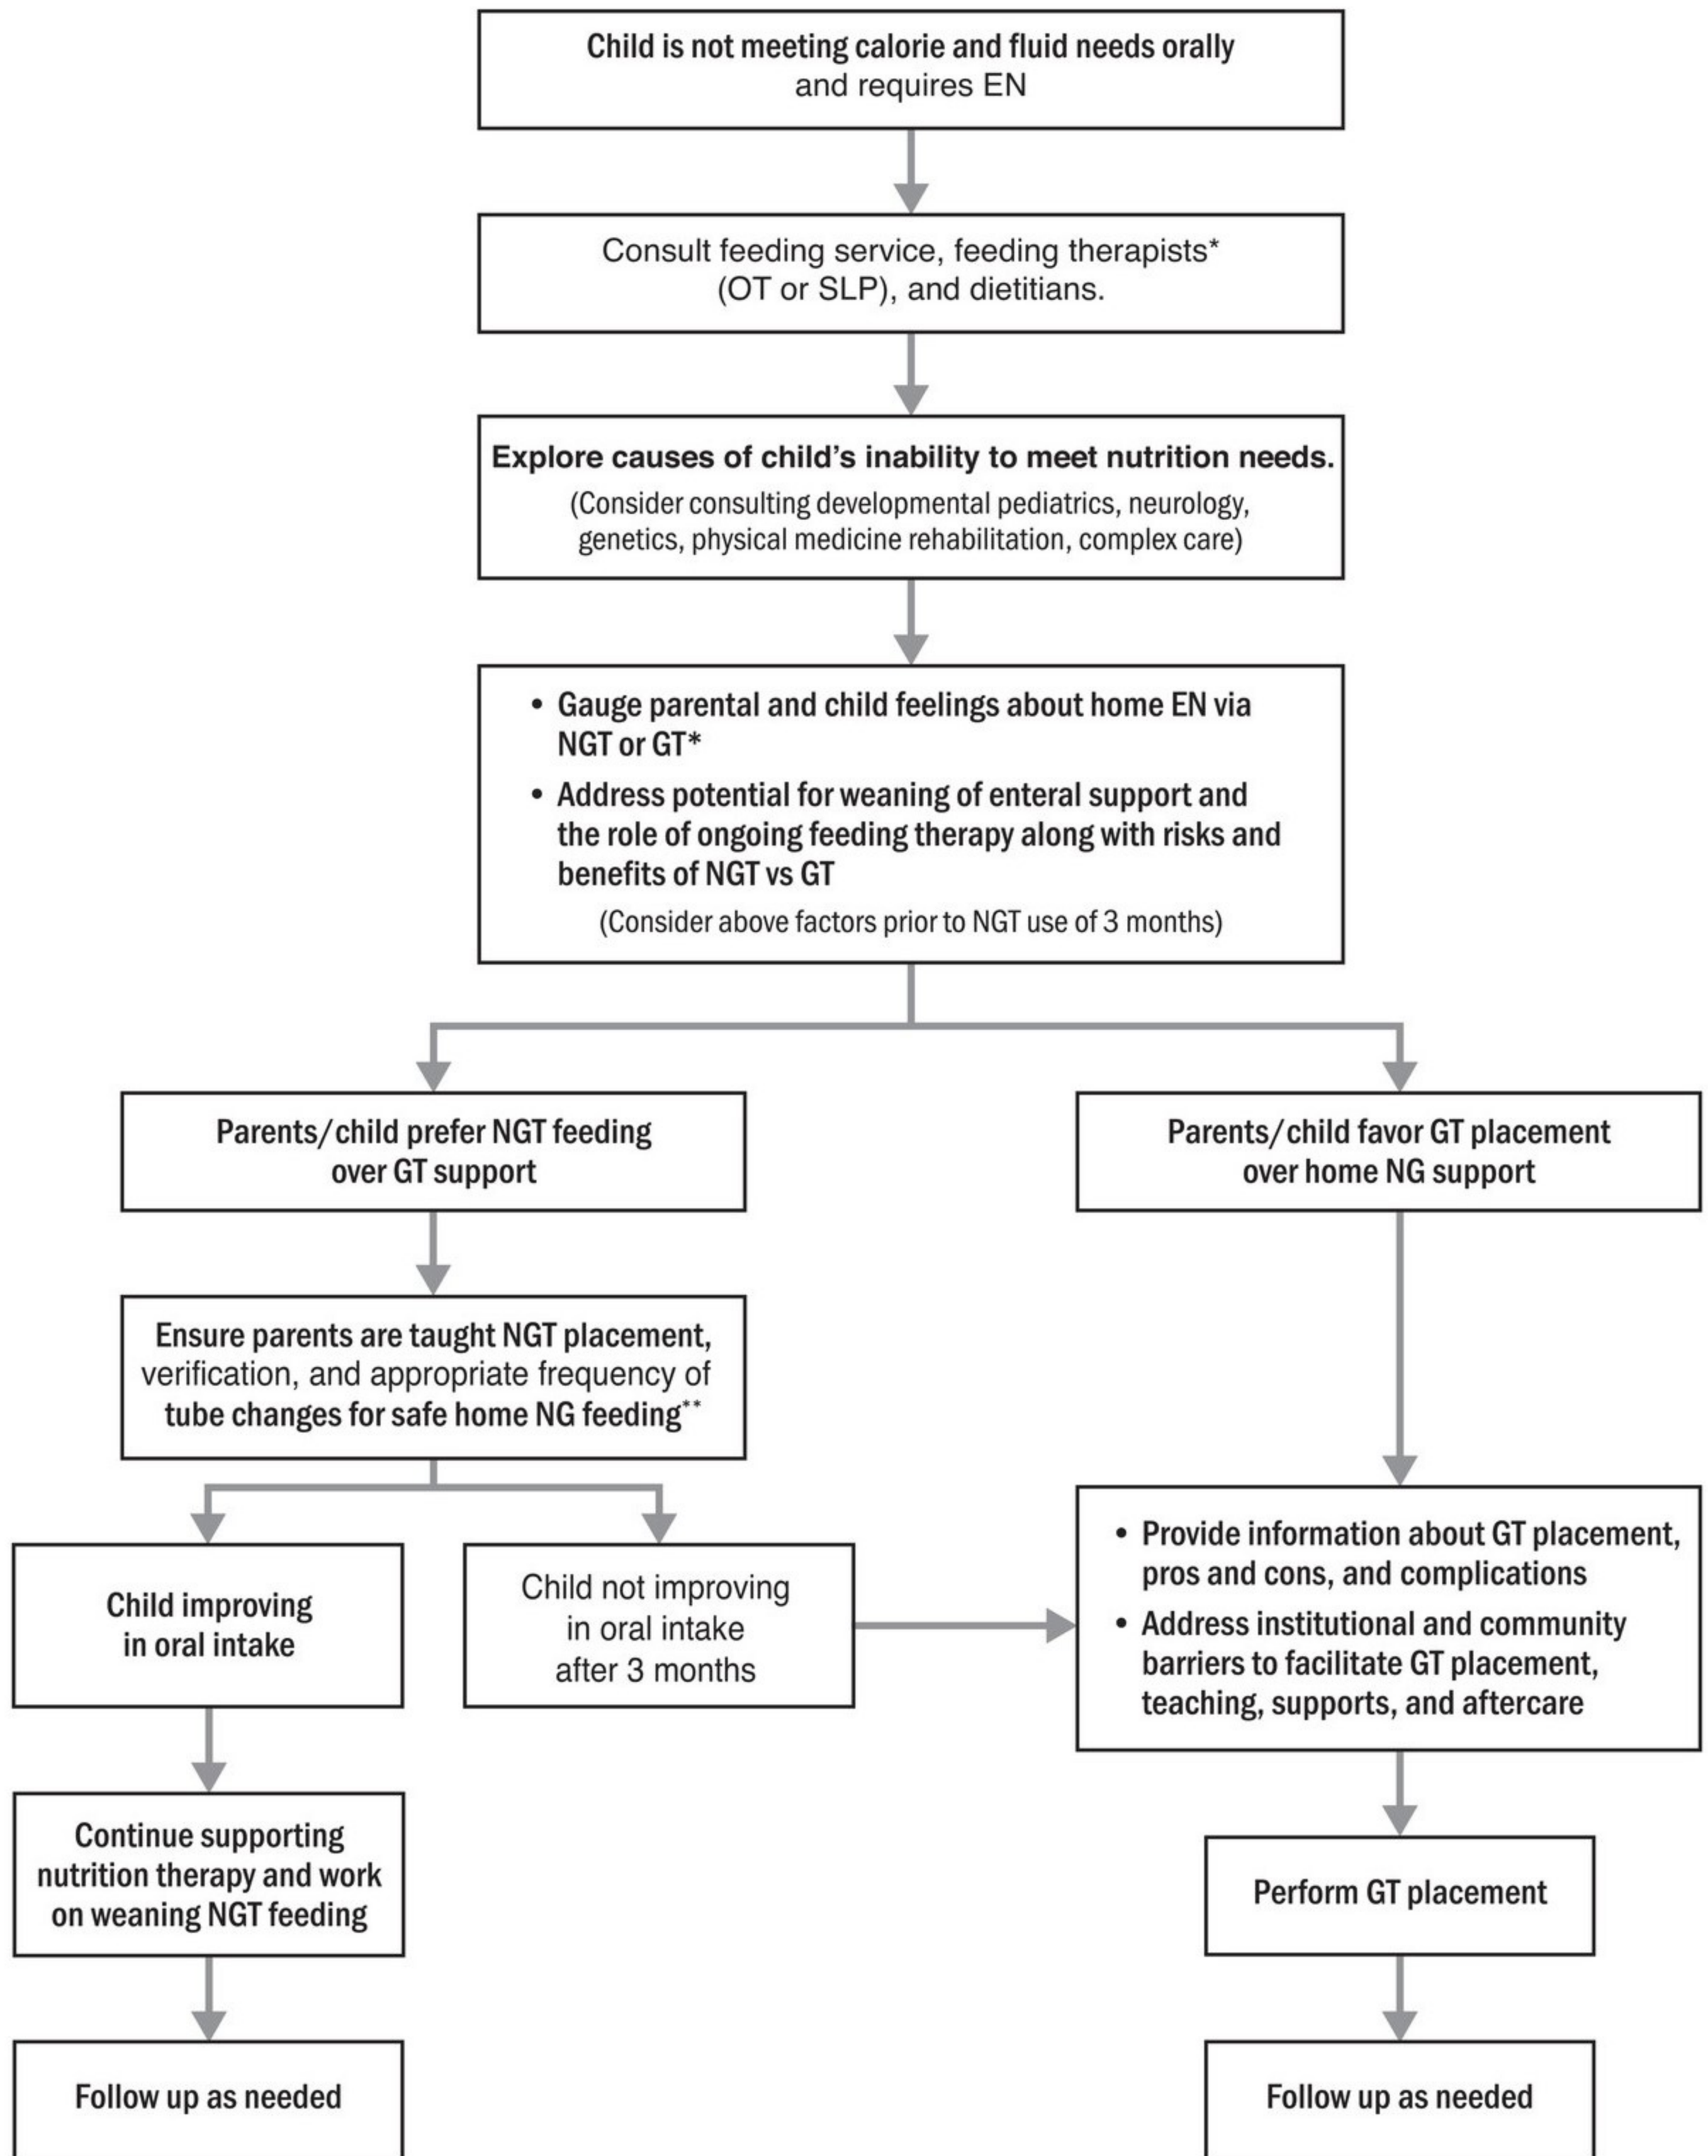 Child is not meeting calorie and fluid needs orally
and requires EN
Consult feeding service, feeding therapists*
(OT or SLP), and dietitians.
Explore causes of child’s inability to meet nutrition needs.
(Consider consulting developmental pediatrics, neurology,
genetics, physical medicine rehabilitation, complex care)
• Gauge parental and child feelings about home EN via
NGT or GT*
• Address potential for weaning of enteral support and
the role of ongoing feeding therapy along with risks and
benefits of NGT vs GT
(Consider above factors prior to NGT use of 3 months)
Parents/child prefer NGT feeding
over GT support
Parents/child favor GT placement
over home NG support
Ensure parents are taught NGT placement,
verification, and appropriate frequency of
tube changes for safe home NG feeding**
Child improving
in oral intake
Child not improving
in oral intake
after 3 months
• Provide information about GT placement,
pros and cons, and complications
• Address institutional and community
barriers to facilitate GT placement,
teaching, supports, and aftercare
Continue supporting
nutrition therapy and work
on weaning NGT feeding
Perform GT placement
Follow up as needed
Follow up as needed